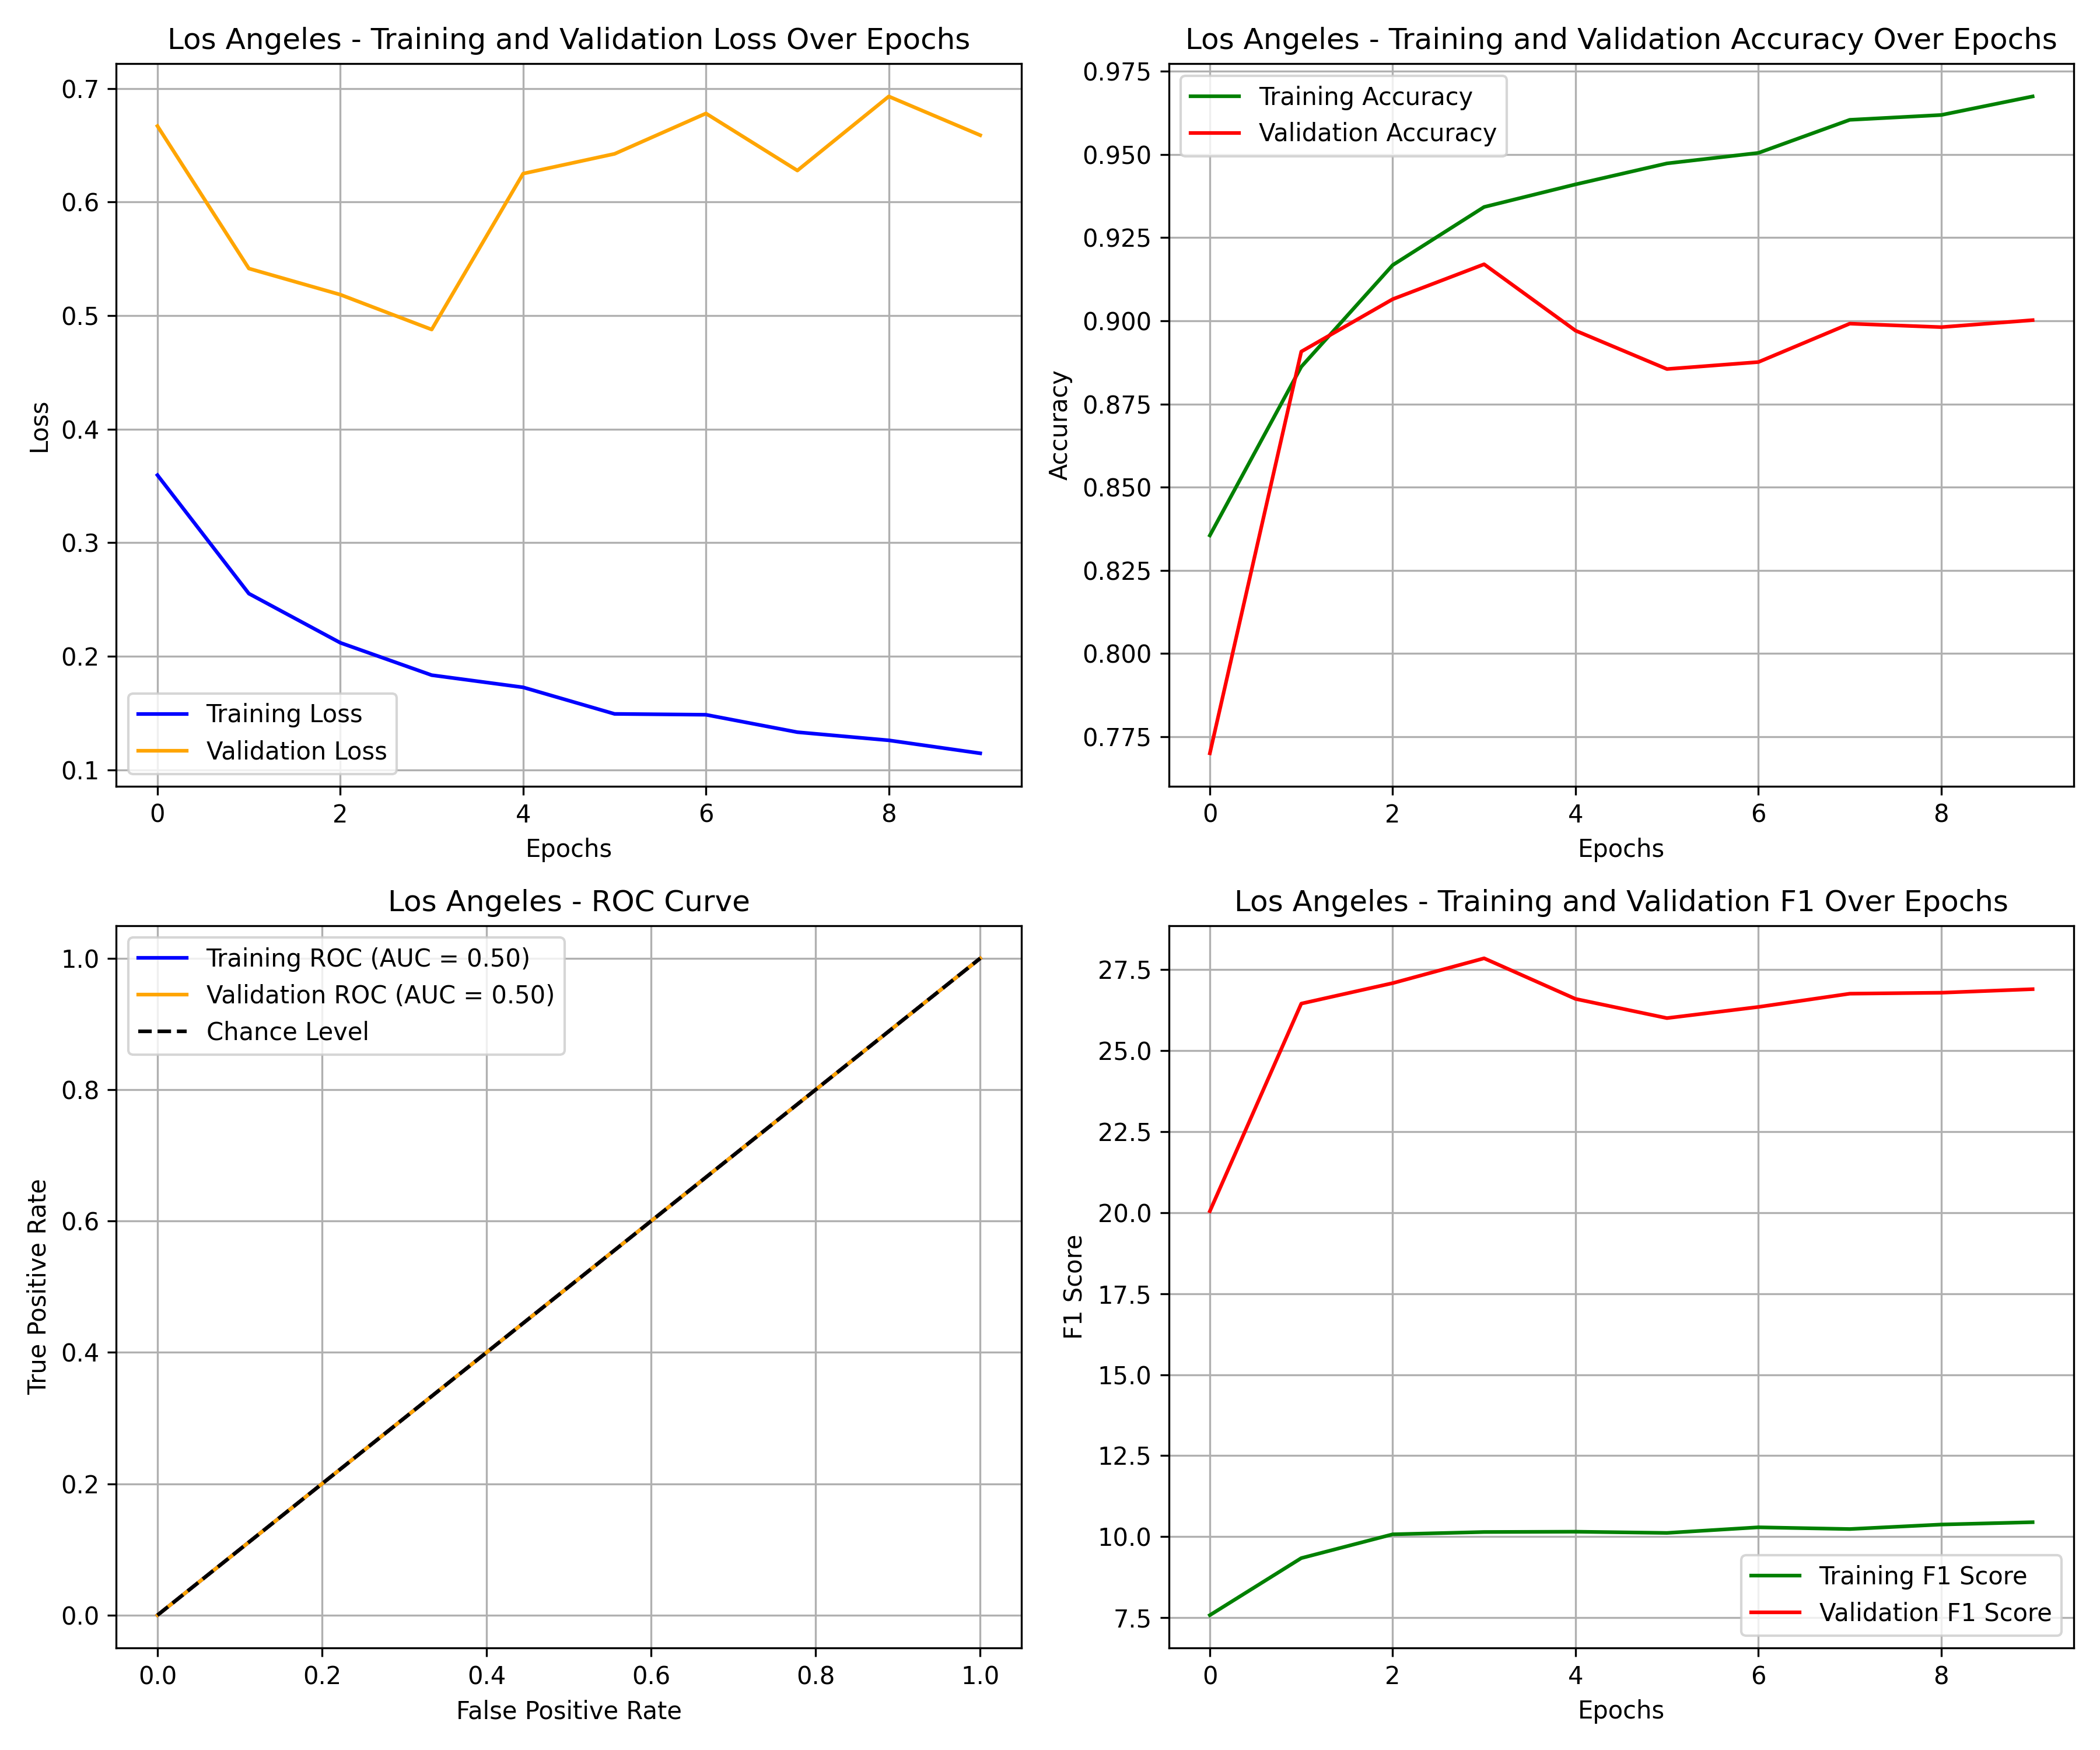 Los Angeles - Training and Validation Loss Over Epochs
0.7
0.6
0.5
0.4
0.3
0.2
0.1
Loss
Training Loss
Validation Loss
0 2 4 6 8
Epochs
Los Angeles - Training and Validation Accuracy Over Epochs
0.975
0.950
0.925
0.900
0.875
0.850
0.825
0.800
0.775
Accuracy
Training Accuracy
Validation Accuracy
0 2 4 6 8
Epochs
Los Angeles - ROC Curve
1.0
0.8
0.6
0.4
0.2
0.0
True Positive Rate
Training ROC (AUC = 0.50)
Validation ROC (AUC = 0.50)
Chance Level
0.0 0.2 0.4 0.6 0.8 1.0
False Positive Rate
Los Angeles - Training and Validation F1 Over Epochs
27.5
25.0
22.5
20.0
17.5
15.0
12.5
10.0
7.5
F1 Score
Training F1 Score
Validation F1 Score
0 2 4 6 8
Epochs